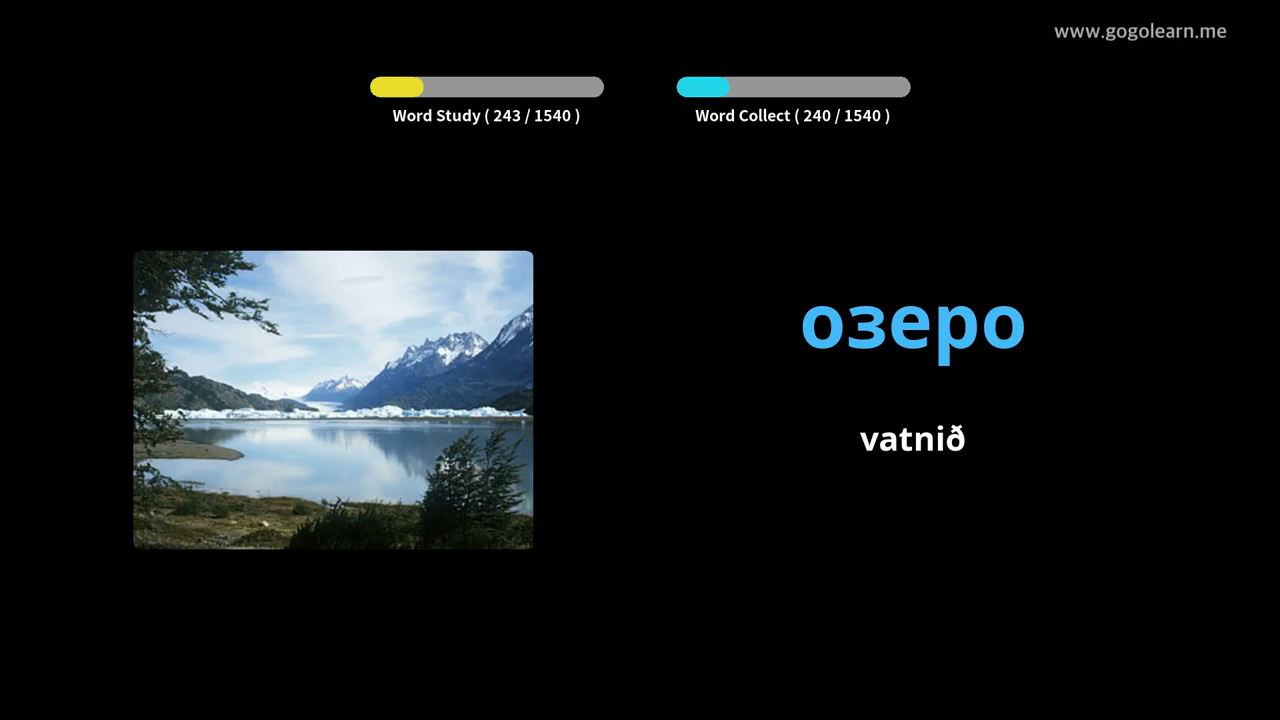 www.gogolearn.me
Word Study ( 243 / 1540 )
Word Collect ( 240 / 1540 )
озеро
vatnið